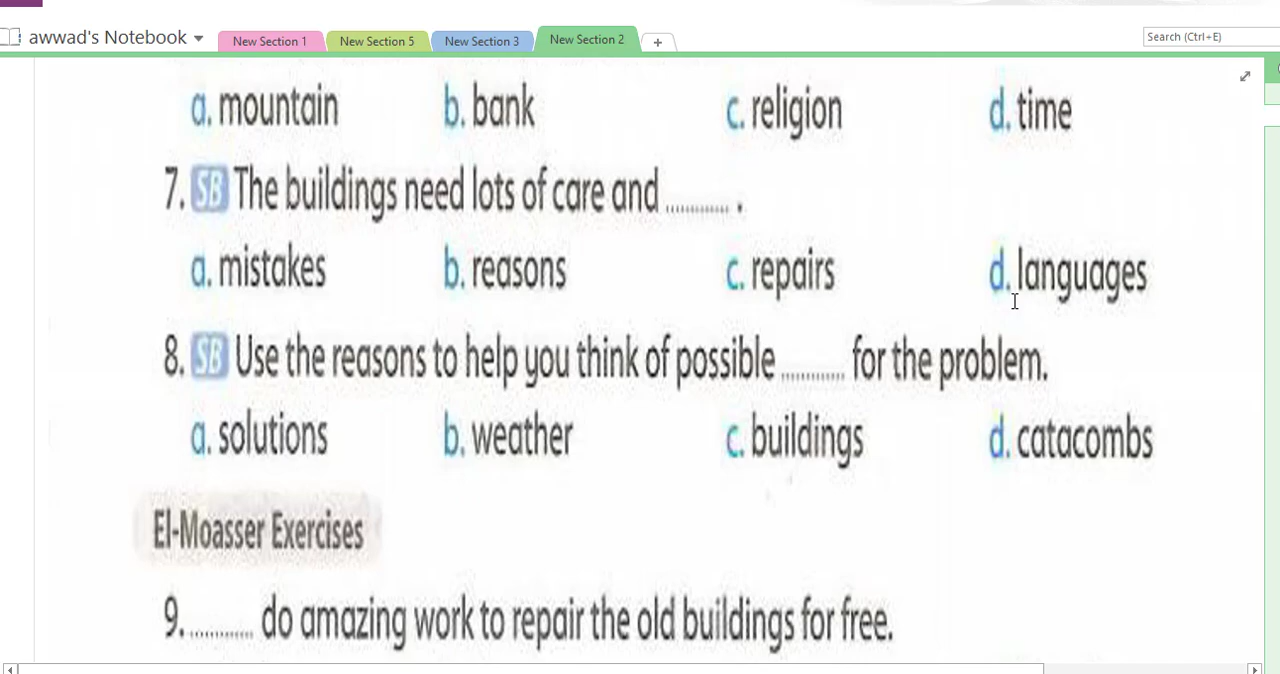 awwad's Notebook
New Section 1
New Section 5
New Section 3
New Section 2
+
Search (Ctrl+E)
a. mountain b. bank c. religion d. time
7. SB The buildings need lots of care and ............ .
a. mistakes b. reasons c. repairs d. languages
8. SB Use the reasons to help you think of possible ............ for the problem.
a. solutions b. weather c. buildings d. catacombs
El-Moasser Exercises
9. ............ do amazing work to repair the old buildings for free.